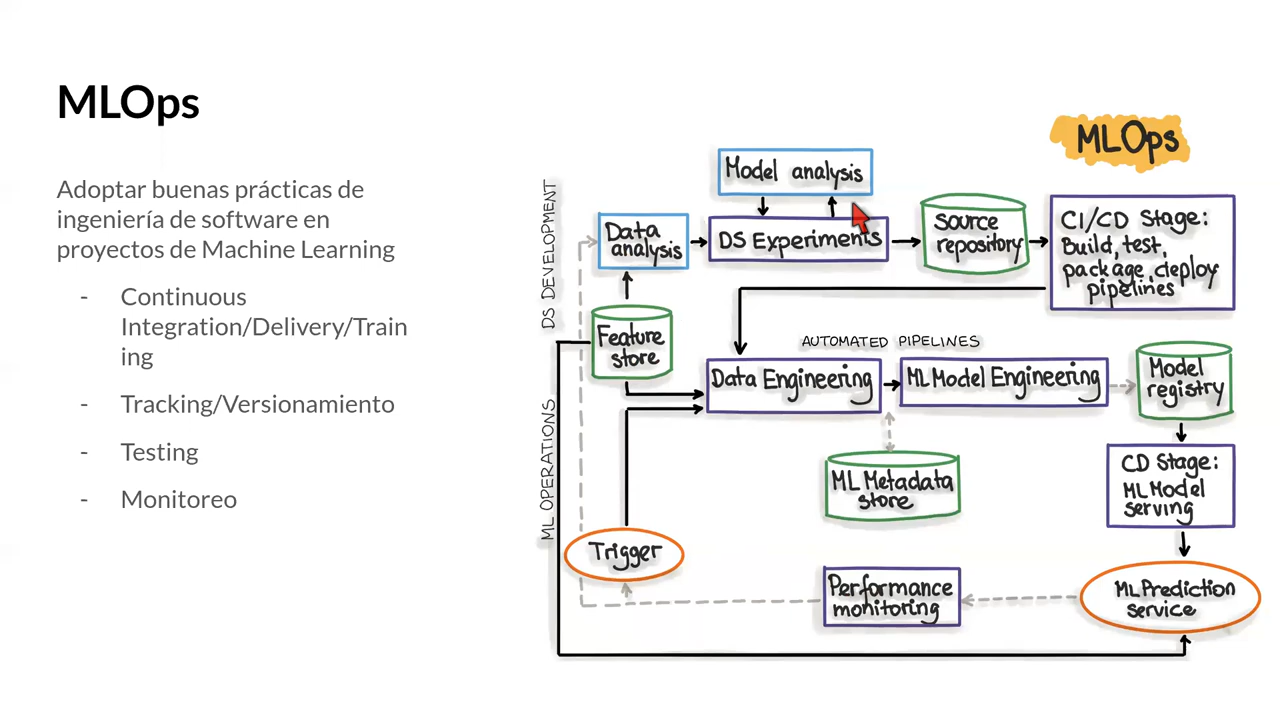 MLOps
Adoptar buenas prácticas de
ingeniería de software en
proyectos de Machine Learning
- Continuous
Integration/Delivery/Train
ing
- Tracking/Versionamiento
- Testing
- Monitoreo
MLOps
DS DEVELOPMENT
Model analysis
Data
analysis
DS Experiments
Source
repository
CI/CD Stage:
Build, test,
package, deploy
pipelines
Feature
store
AUTOMATED PIPELINES
Data Engineering
ML Model Engineering
Model
registry
ML OPERATIONS
ML Metadata
store
CD Stage:
ML Model
serving
Trigger
Performance
monitoring
ML Prediction
service